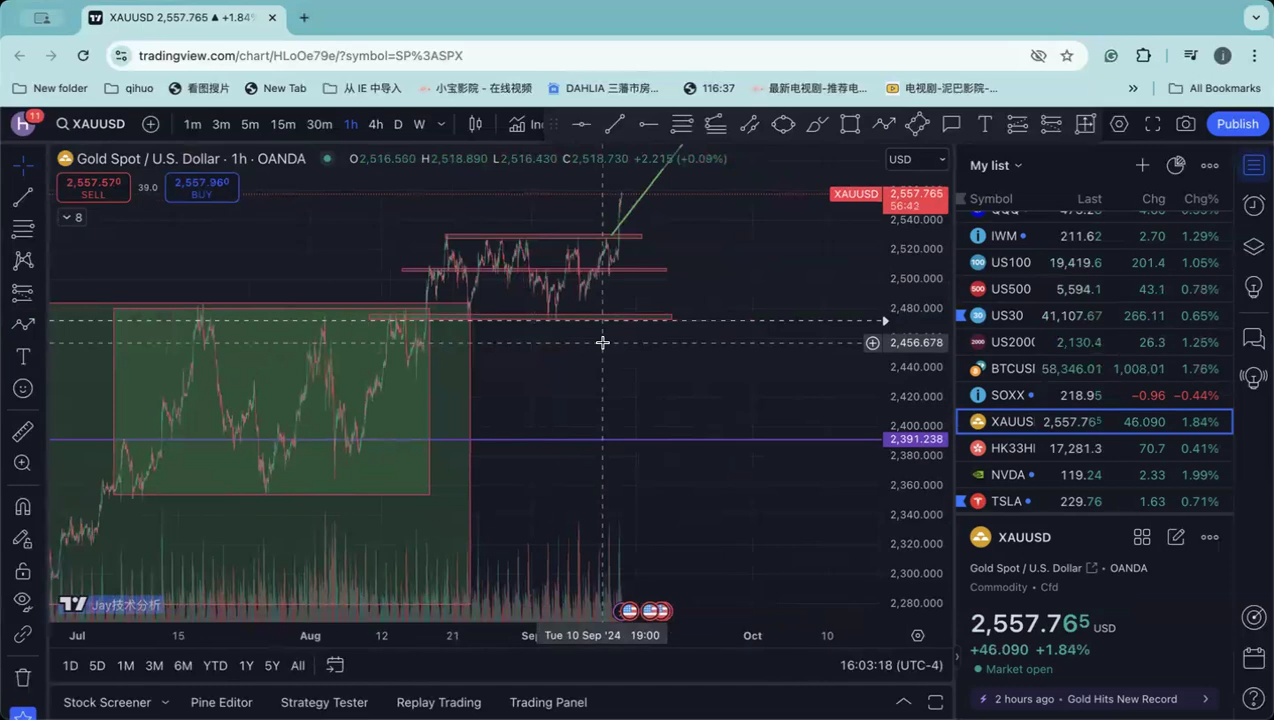 XAUUSD 2,557.765 ▲ +1.84%
tradingview.com/chart/HLoOe79e/?symbol=SP%3ASPX
New folder
qihuo
看图搜片
New Tab
从 IE 中导入
小宝影院 - 在线视频
DAHLIA 三藩市房...
116:37
最新电视剧-推荐电...
电视剧-泥巴影院-...
All Bookmarks
h 11
XAUUSD
1m 3m 5m 15m 30m 1h 4h D W
Publish
Gold Spot / U.S. Dollar · 1h · OANDA
O2,516.560 H2,518.890 L2,516.430 C2,518.730 +2.215 (+0.09%)
USD
2,557.570
SELL
39.0
2,557.960
BUY
8
XAUUSD 2,557.765
56:42
2,540.000
2,520.000
2,500.000
2,480.000
2,456.678
2,440.000
2,420.000
2,400.000
2,391.238
2,380.000
2,360.000
2,340.000
2,320.000
2,300.000
2,280.000
Jay技术分析
Jul 15 Aug 12 21
Tue 10 Sep '24 19:00
Oct 10
1D 5D 1M 3M 6M YTD 1Y 5Y All
16:03:18 (UTC-4)
Stock Screener
Pine Editor
Strategy Tester
Replay Trading
Trading Panel
My list
Symbol Last Chg Chg%
IWM 211.62 2.70 1.29%
US100 19,419.6 201.4 1.05%
US500 5,594.1 43.1 0.78%
US30 41,107.67 266.11 0.65%
US200 2,130.4 26.3 1.25%
BTCUSI 58,346.01 1,008.01 1.76%
SOXX 218.95 −0.96 −0.44%
XAUUS 2,557.765 46.090 1.84%
HK33HI 17,281.3 70.7 0.41%
NVDA 119.24 2.33 1.99%
TSLA 229.76 1.63 0.71%
XAUUSD
Gold Spot / U.S. Dollar · OANDA
Commodity · Cfd
2,557.765 USD
+46.090 +1.84%
Market open
2 hours ago · Gold Hits New Record